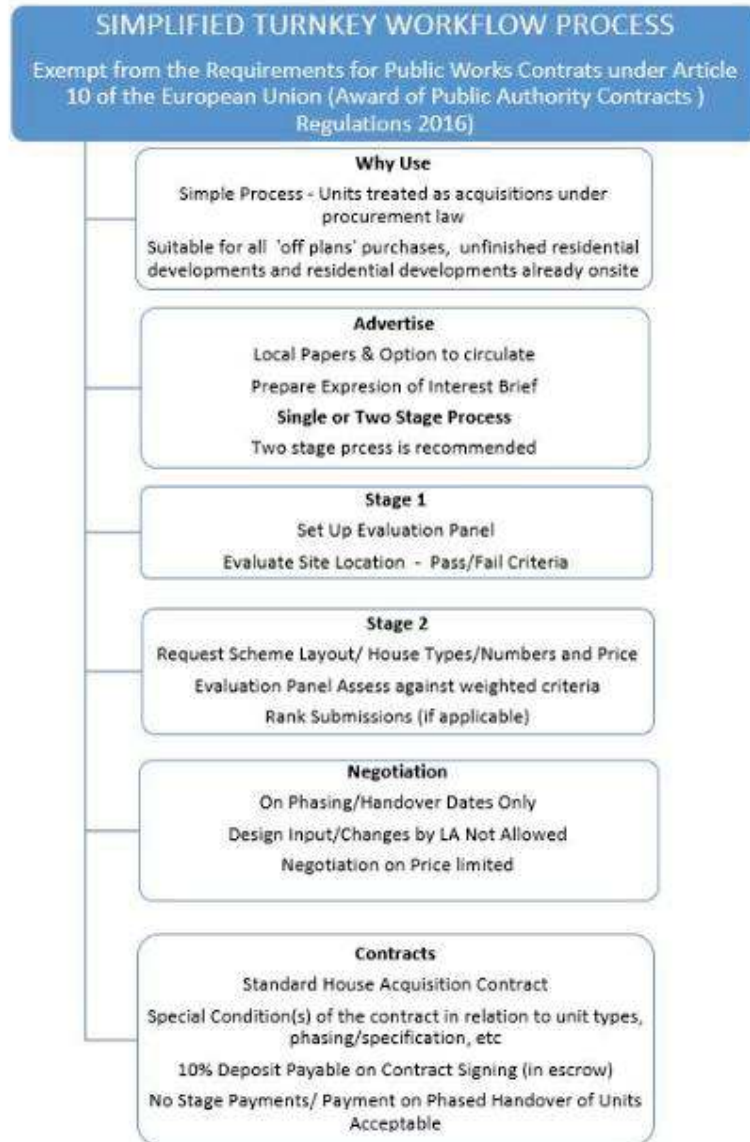 SIMPLIFIED TURNKEY WORKFLOW PROCESS
Exempt from the Requirements for Public Works Contrats under Article
10 of the European Union (Award of Public Authority Contracts )
Regulations 2016)
Why Use
Simple Process - Units treated as acquisitions under
procurement law
Suitable for all 'off plans' purchases, unfinished residential
developments and residential developments already onsite
Advertise
Local Papers & Option to circulate
Prepare Expresion of Interest Brief
Single or Two Stage Process
Two stage prcess is recommended
Stage 1
Set Up Evaluation Panel
Evaluate Site Location - Pass/Fail Criteria
Stage 2
Request Scheme Layout/ House Types/Numbers and Price
Evaluation Panel Assess against weighted criteria
Rank Submissions (if applicable)
Negotiation
On Phasing/Handover Dates Only
Design Input/Changes by LA Not Allowed
Negotiation on Price limited
Contracts
Standard House Acquisition Contract
Special Condition(s) of the contract in relation to unit types,
phasing/specification, etc
10% Deposit Payable on Contract Signing (in escrow)
No Stage Payments/ Payment on Phased Handover of Units
Acceptable